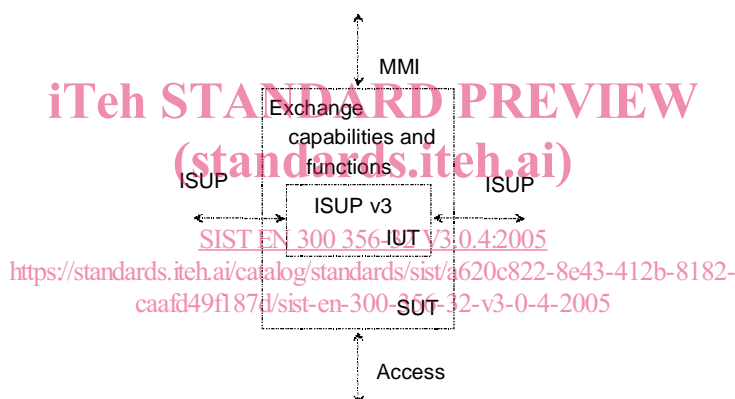 MMI
iTeh STANDARD PREVIEW
Exchange
capabilities and
(standards.iteh.ai)
functions
ISUP
ISUP
ISUP v3
SIST EN 300 356-32 V3.0.4:2005
IUT
https://standards.iteh.ai/catalog/standards/sist/a620c822-8e43-412b-8182-
caafd49f187d/sist-en-300-356-32-v3-0-4-2005
SUT
Access